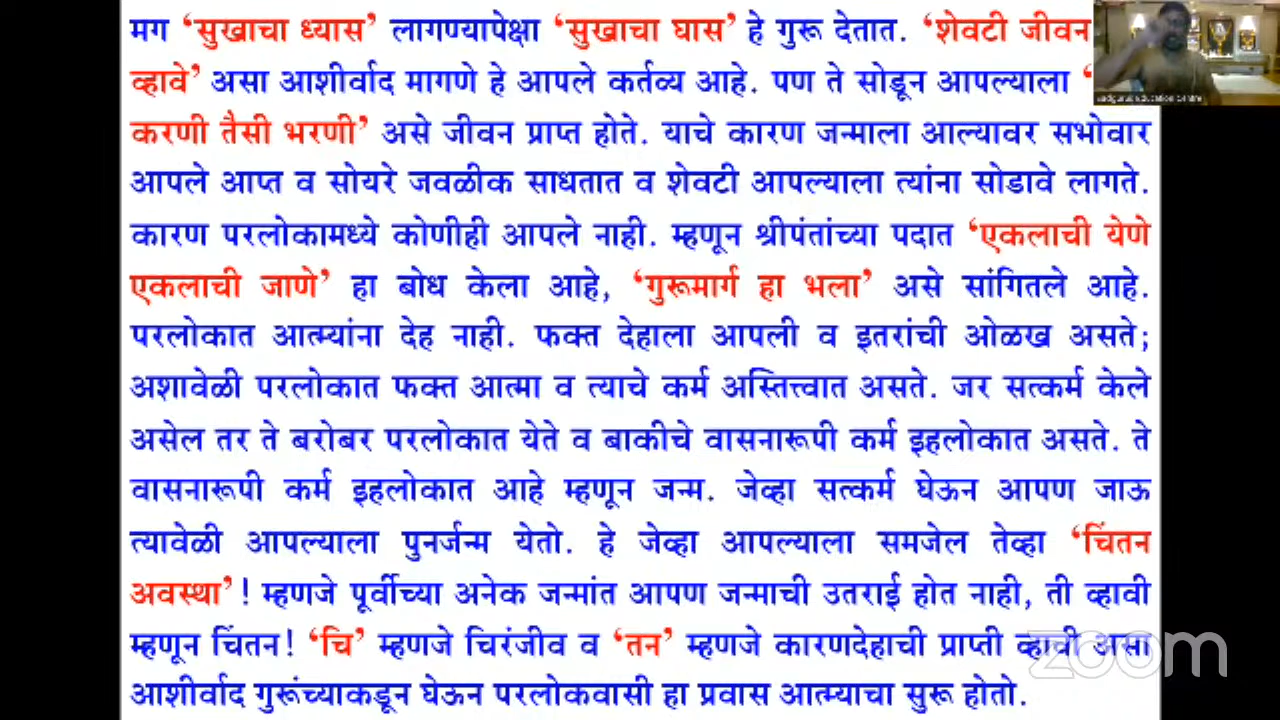 मग ‘सुखाचा ध्यास’ लागण्यापेक्षा ‘सुखाचा घास’ हे गुरू देतात. ‘शेवटी जीवन
व्हावे’ असा आशीर्वाद मागणे हे आपले कर्तव्य आहे. पण ते सोडून आपल्याला ‘
करणी तैसी भरणी’ असे जीवन प्राप्त होते. याचे कारण जन्माला आल्यावर सभोवार
आपले आप्त व सोयरे जवळीक साधतात व शेवटी आपल्याला त्यांना सोडावे लागते.
कारण परलोकामध्ये कोणीही आपले नाही. म्हणून श्रीपंतांच्या पदात ‘एकलाची येणे
एकलाची जाणे’ हा बोध केला आहे, ‘गुरूमार्ग हा भला’ असे सांगितले आहे.
परलोकात आत्म्यांना देह नाही. फक्त देहाला आपली व इतरांची ओळख असते;
अशावेळी परलोकात फक्त आत्मा व त्याचे कर्म अस्तित्त्वात असते. जर सत्कर्म केले
असेल तर ते बरोबर परलोकात येते व बाकीचे वासनारूपी कर्म इहलोकात असते. ते
वासनारूपी कर्म इहलोकात आहे म्हणून जन्म. जेव्हा सत्कर्म घेऊन आपण जाऊ
त्यावेळी आपल्याला पुनर्जन्म येतो. हे जेव्हा आपल्याला समजेल तेव्हा ‘चिंतन
अवस्था’! म्हणजे पूर्वीच्या अनेक जन्मांत आपण जन्माची उतराई होत नाही, ती व्हावी
म्हणून चिंतन! ‘चि’ म्हणजे चिरंजीव व ‘तन’ म्हणजे कारणदेहाची प्राप्ती व्हावी असा
आशीर्वाद गुरूंच्याकडून घेऊन परलोकवासी हा प्रवास आत्म्याचा सुरू होतो.
zoom